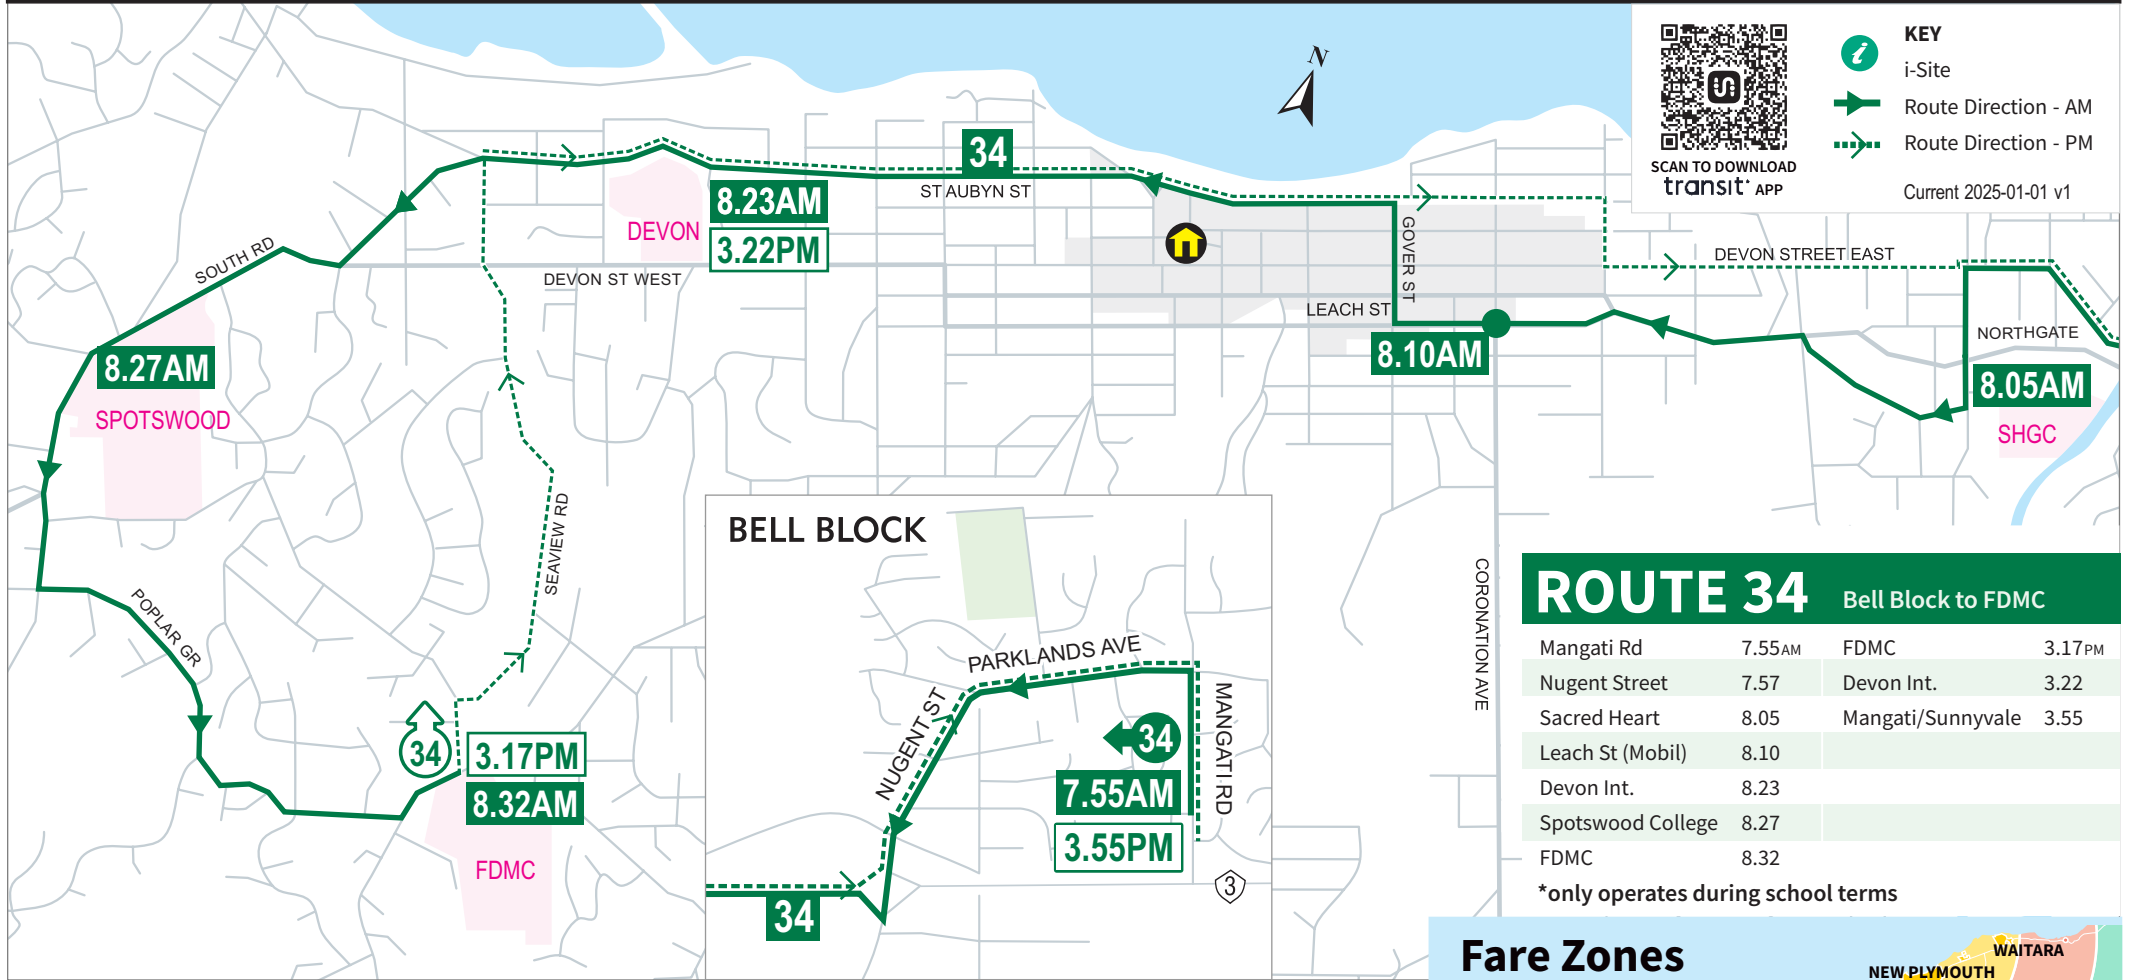 N
SCAN TO DOWNLOAD
transit APP
KEY
i
i-Site
Route Direction - AM
Route Direction - PM
Current 2025-01-01 v1
34
ST AUBYN ST
8.23AM
3.22PM
DEVON
DEVON ST WEST
SOUTH RD
8.27AM
SPOTSWOOD
GOVER ST
LEACH ST
8.10AM
DEVON STREET EAST
NORTHGATE
8.05AM
SHGC
SEAVIEW RD
POPLAR GR
34
3.17PM
8.32AM
FDMC
CORONATION AVE
BELL BLOCK
PARKLANDS AVE
NUGENT ST
MANGATI RD
34
7.55AM
3.55PM
3
34
ROUTE 34 Bell Block to FDMC
Mangati Rd 7.55AM FDMC 3.17PM
Nugent Street 7.57 Devon Int. 3.22
Sacred Heart 8.05 Mangati/Sunnyvale 3.55
Leach St (Mobil) 8.10
Devon Int. 8.23
Spotswood College 8.27
FDMC 8.32
*only operates during school terms
Fare Zones
WAITARA
NEW PLYMOUTH